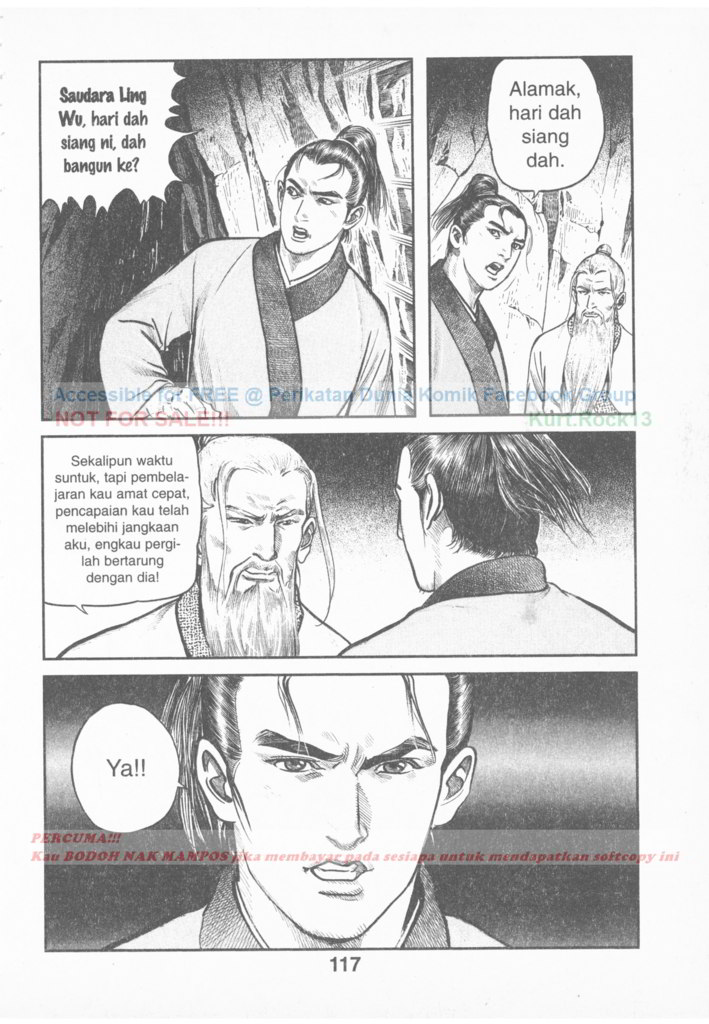 Saudara Ling
Wu, hari dah
siang ni, dah
bangun ke?
Alamak,
hari dah
siang
dah.
Accessible for FREE @ Perikatan Dunia Komik Facebook Group
NOT FOR SALE!!!
Kurt.Rock13
Sekalipun waktu
suntuk, tapi pembela-
jaran kau amat cepat,
pencapaian kau telah
melebihi jangkaan
aku, engkau pergi-
lah bertarung
dengan dia!
Ya!!
PERCUMA!!!
Kau BODOH NAK MAMPOS jika membayar pada sesiapa untuk mendapatkan softcopy ini
117